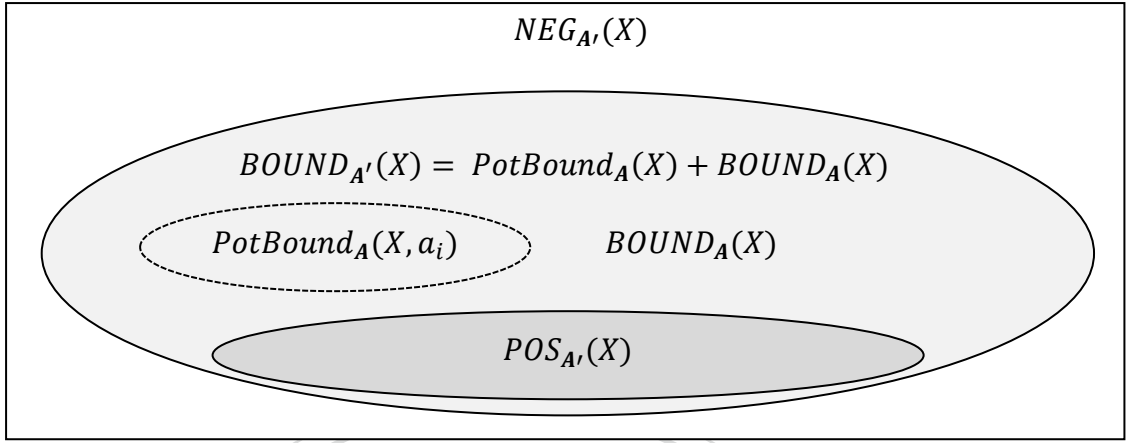 NEG_A′(X)
BOUND_A′(X) = PotBound_A(X) + BOUND_A(X)
PotBound_A(X, a_i) BOUND_A(X)
POS_A′(X)